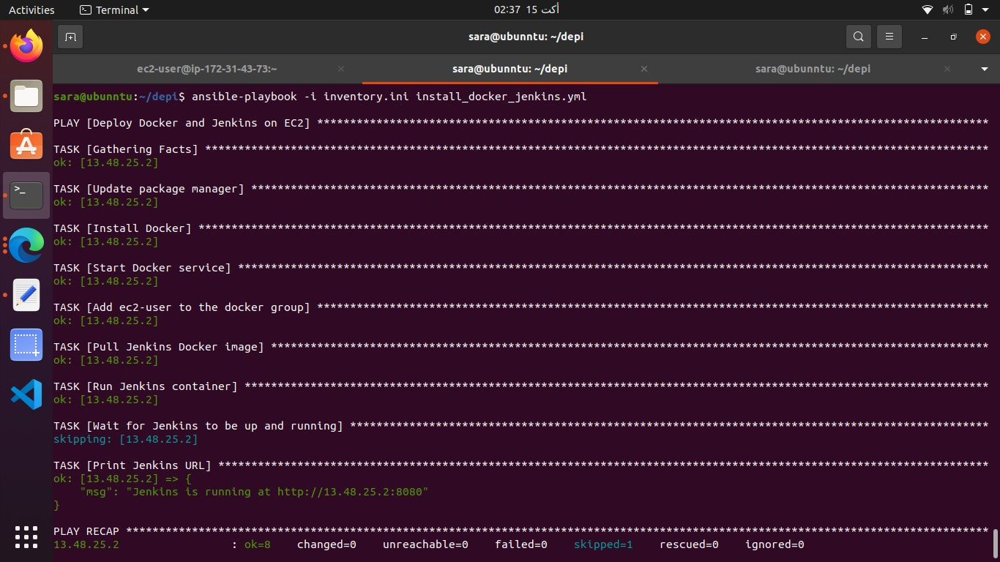 Activities
Terminal
02:37 15 أكت
sara@ubunntu: ~/depi
ec2-user@ip-172-31-43-73:~
sara@ubunntu: ~/depi
sara@ubunntu: ~/depi
sara@ubunntu:~/depi$ ansible-playbook -i inventory.ini install_docker_jenkins.yml
PLAY [Deploy Docker and Jenkins on EC2] ******************************************************************************************************
TASK [Gathering Facts] ***********************************************************************************************************************
ok: [13.48.25.2]
TASK [Update package manager] ****************************************************************************************************************
ok: [13.48.25.2]
TASK [Install Docker] ************************************************************************************************************************
ok: [13.48.25.2]
TASK [Start Docker service] ******************************************************************************************************************
ok: [13.48.25.2]
TASK [Add ec2-user to the docker group] ******************************************************************************************************
ok: [13.48.25.2]
TASK [Pull Jenkins Docker image] *************************************************************************************************************
ok: [13.48.25.2]
TASK [Run Jenkins container] *****************************************************************************************************************
ok: [13.48.25.2]
TASK [Wait for Jenkins to be up and running] *************************************************************************************************
skipping: [13.48.25.2]
TASK [Print Jenkins URL] *********************************************************************************************************************
ok: [13.48.25.2] => {
    "msg": "Jenkins is running at http://13.48.25.2:8080"
}
PLAY RECAP ***********************************************************************************************************************************
13.48.25.2                 : ok=8    changed=0    unreachable=0    failed=0    skipped=1    rescued=0    ignored=0